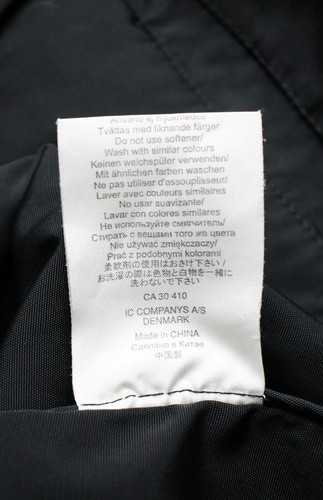 Använd ej mjukmedel/
Tvättas med liknande färger
Do not use softener/
Wash with similar colours
Keinen weichspüler verwenden/
Mit ähnlichen farben waschen
Ne pas utiliser d'assouplisseur/
Laver avec couleurs similaires
No usar suavizante/
Lavar con colores similares
Не используйте смягчитель/
Стирать с вещами того же цвета
Nie używać zmiękczaczy/
Prać z podobnymi kolorami
柔軟剤の使用はおさけ下さい/
お洗濯の際は色物と白物を一緒に
洗わないで下さい
CA 30 410
IC COMPANYS A/S
DENMARK
Made in CHINA
Сделано в Китае
中国製